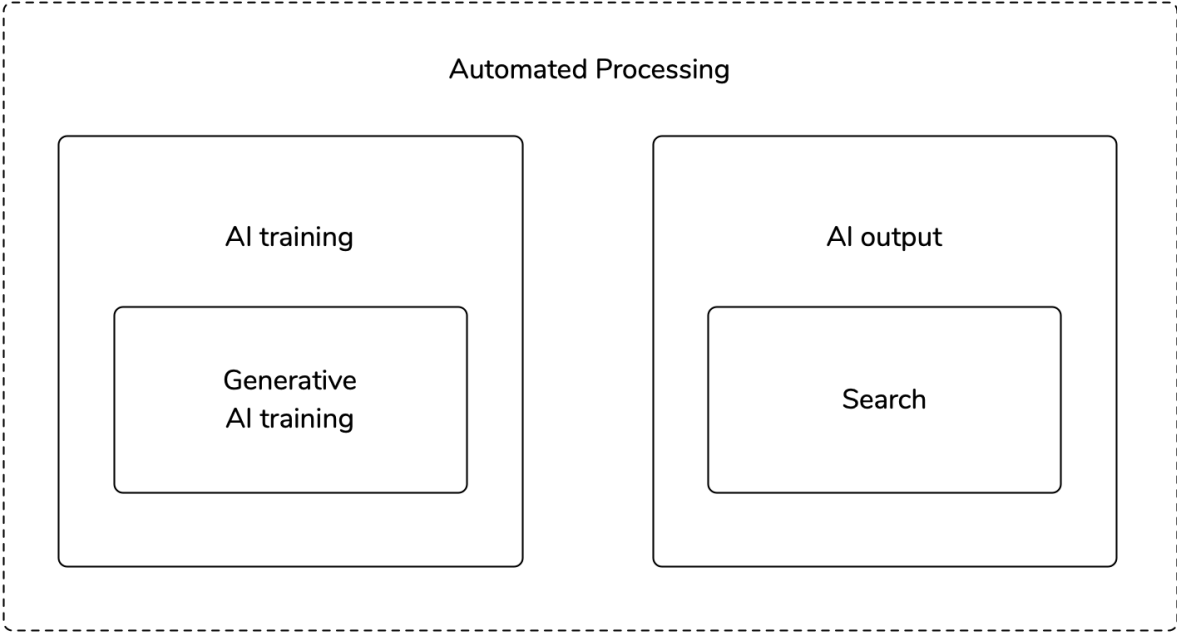 Automated Processing
AI training
AI output
Generative
AI training
Search